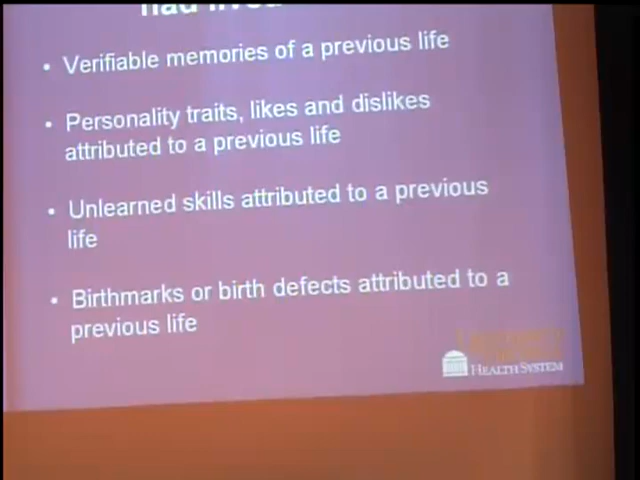 had lived
• Verifiable memories of a previous life
• Personality traits, likes and dislikes
attributed to a previous life
• Unlearned skills attributed to a previous
life
• Birthmarks or birth defects attributed to a
previous life
HEALTH SYSTEM